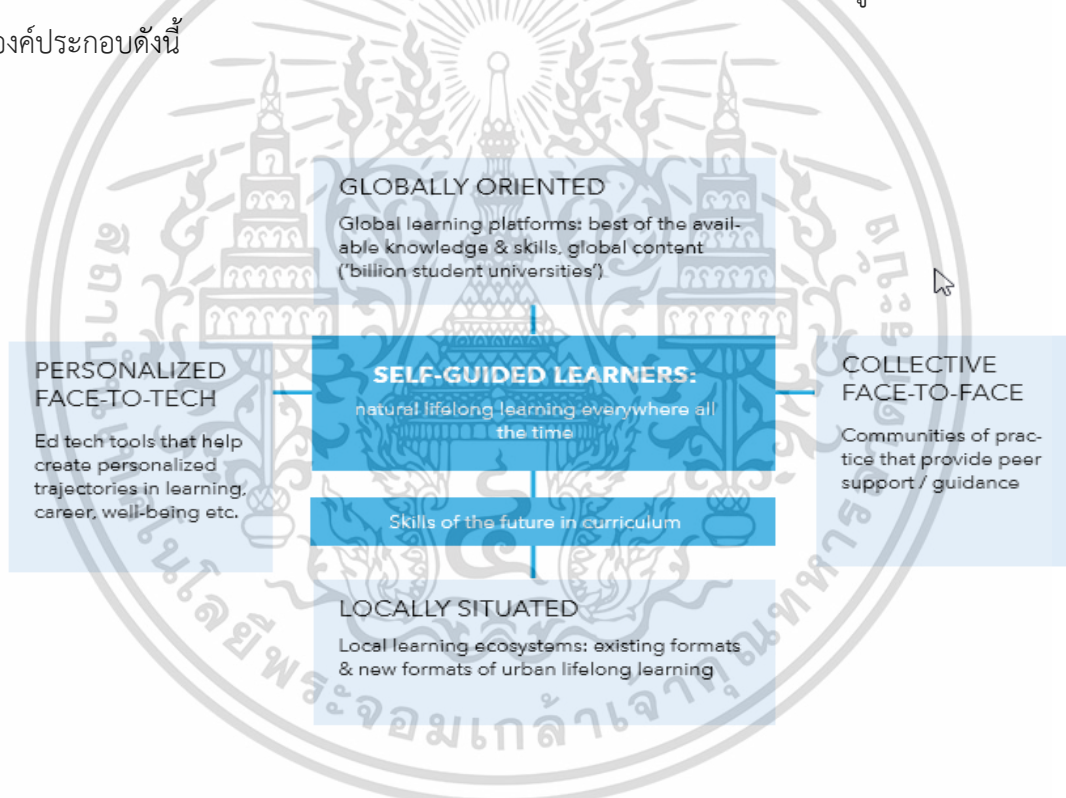 องค์ประกอบดังนี้
GLOBALLY ORIENTED
Global learning platforms: best of the avail-
able knowledge & skills, global content
('billion student universities')
PERSONALIZED
FACE-TO-TECH
Ed tech tools that help
create personalized
trajectories in learning,
career, well-being etc.
SELF-GUIDED LEARNERS:
natural lifelong learning everywhere all
the time
COLLECTIVE
FACE-TO-FACE
Communities of prac-
tice that provide peer
support / guidance
Skills of the future in curriculum
LOCALLY SITUATED
Local learning ecosystems: existing formats
& new formats of urban lifelong learning